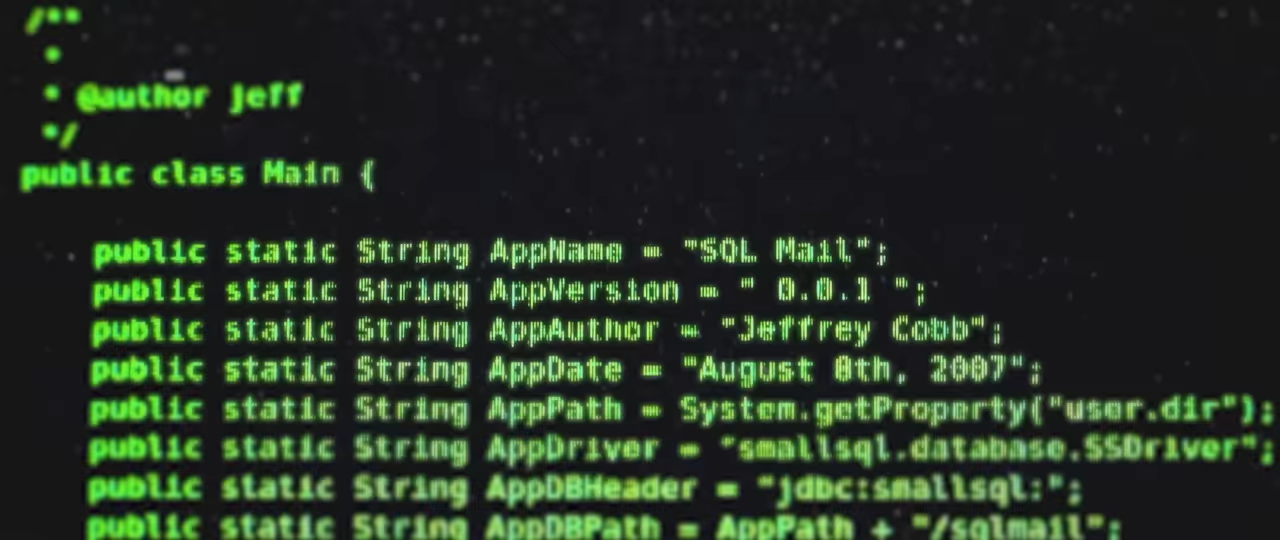 /**
 *
 * @author jeff
 */
public class Main {
public static String AppName = "SQL Mail";
public static String AppVersion = " 0.0.1 ";
public static String AppAuthor = "Jeffrey Cobb";
public static String AppDate = "August 8th, 2007";
public static String AppPath = System.getProperty("user.dir");
public static String AppDriver = "smallsql.database.SSDriver";
public static String AppDBHeader = "jdbc:smallsql:";
public static String AppDBPath = AppPath + "/sqlmail";